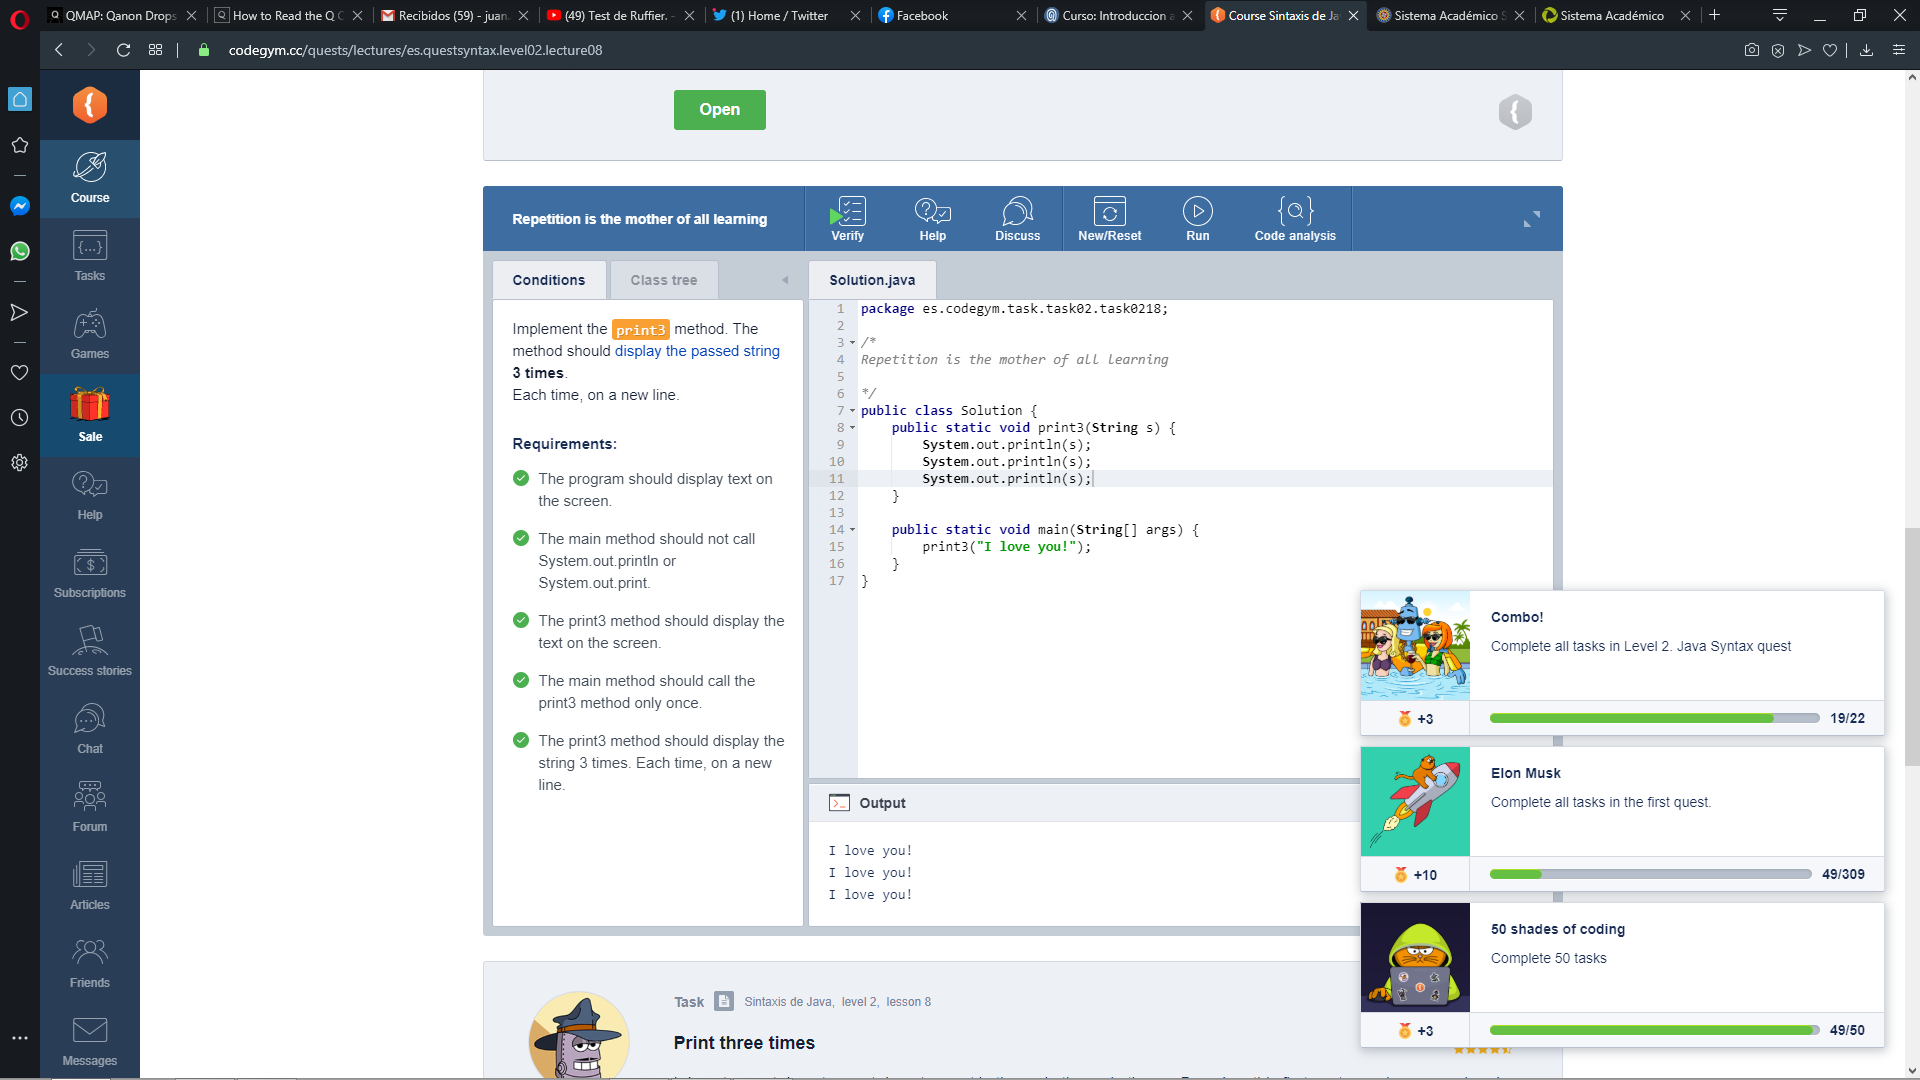 QMAP: Qanon Drops
How to Read the Q C
Recibidos (59) - juan.
(49) Test de Ruffier. -
(1) Home / Twitter
Facebook
Curso: Introduccion a
Course Sintaxis de Ja
Sistema Académico S
Sistema Académico
codegym.cc/quests/lectures/es.questsyntax.level02.lecture08
Course
Tasks
Games
Sale
Help
Subscriptions
Success stories
Chat
Forum
Articles
Friends
Messages
Open
Repetition is the mother of all learning
Verify
Help
Discuss
New/Reset
Run
Code analysis
Conditions
Class tree
Implement the print3 method. The
method should display the passed string
3 times.
Each time, on a new line.
Requirements:
The program should display text on
the screen.
The main method should not call
System.out.println or
System.out.print.
The print3 method should display the
text on the screen.
The main method should call the
print3 method only once.
The print3 method should display the
string 3 times. Each time, on a new
line.
Solution.java
1 package es.codegym.task.task02.task0218;
2
3 /*
4 Repetition is the mother of all learning
5
6 */
7 public class Solution {
8 public static void print3(String s) {
9 System.out.println(s);
10 System.out.println(s);
11 System.out.println(s);
12 }
13
14 public static void main(String[] args) {
15 print3("I love you!");
16 }
17 }
Output
I love you!
I love you!
I love you!
Combo!
Complete all tasks in Level 2. Java Syntax quest
+3
19/22
Elon Musk
Complete all tasks in the first quest.
+10
49/309
50 shades of coding
Complete 50 tasks
+3
49/50
Task Sintaxis de Java, level 2, lesson 8
Print three times